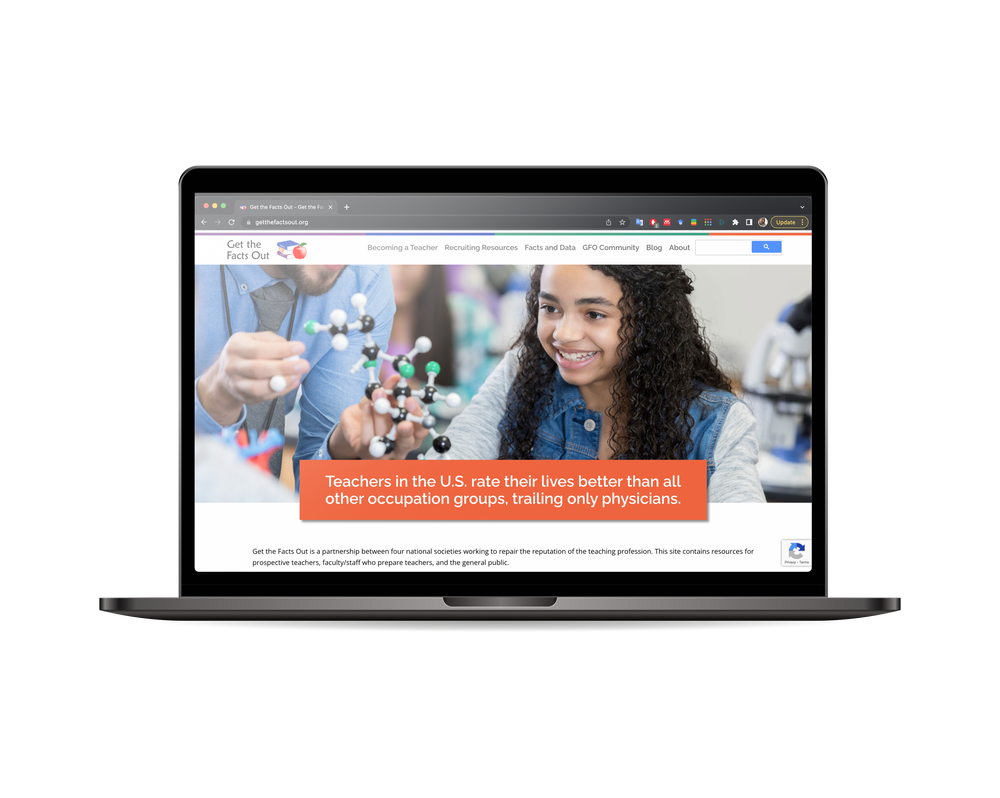 Get the Facts Out - Get the Fa
getthefactsout.org
Update
Get the
Facts Out
Becoming a Teacher Recruiting Resources Facts and Data GFO Community Blog About
Teachers in the U.S. rate their lives better than all
other occupation groups, trailing only physicians.
Get the Facts Out is a partnership between four national societies working to repair the reputation of the teaching profession. This site contains resources for
prospective teachers, faculty/staff who prepare teachers, and the general public.
Privacy - Terms